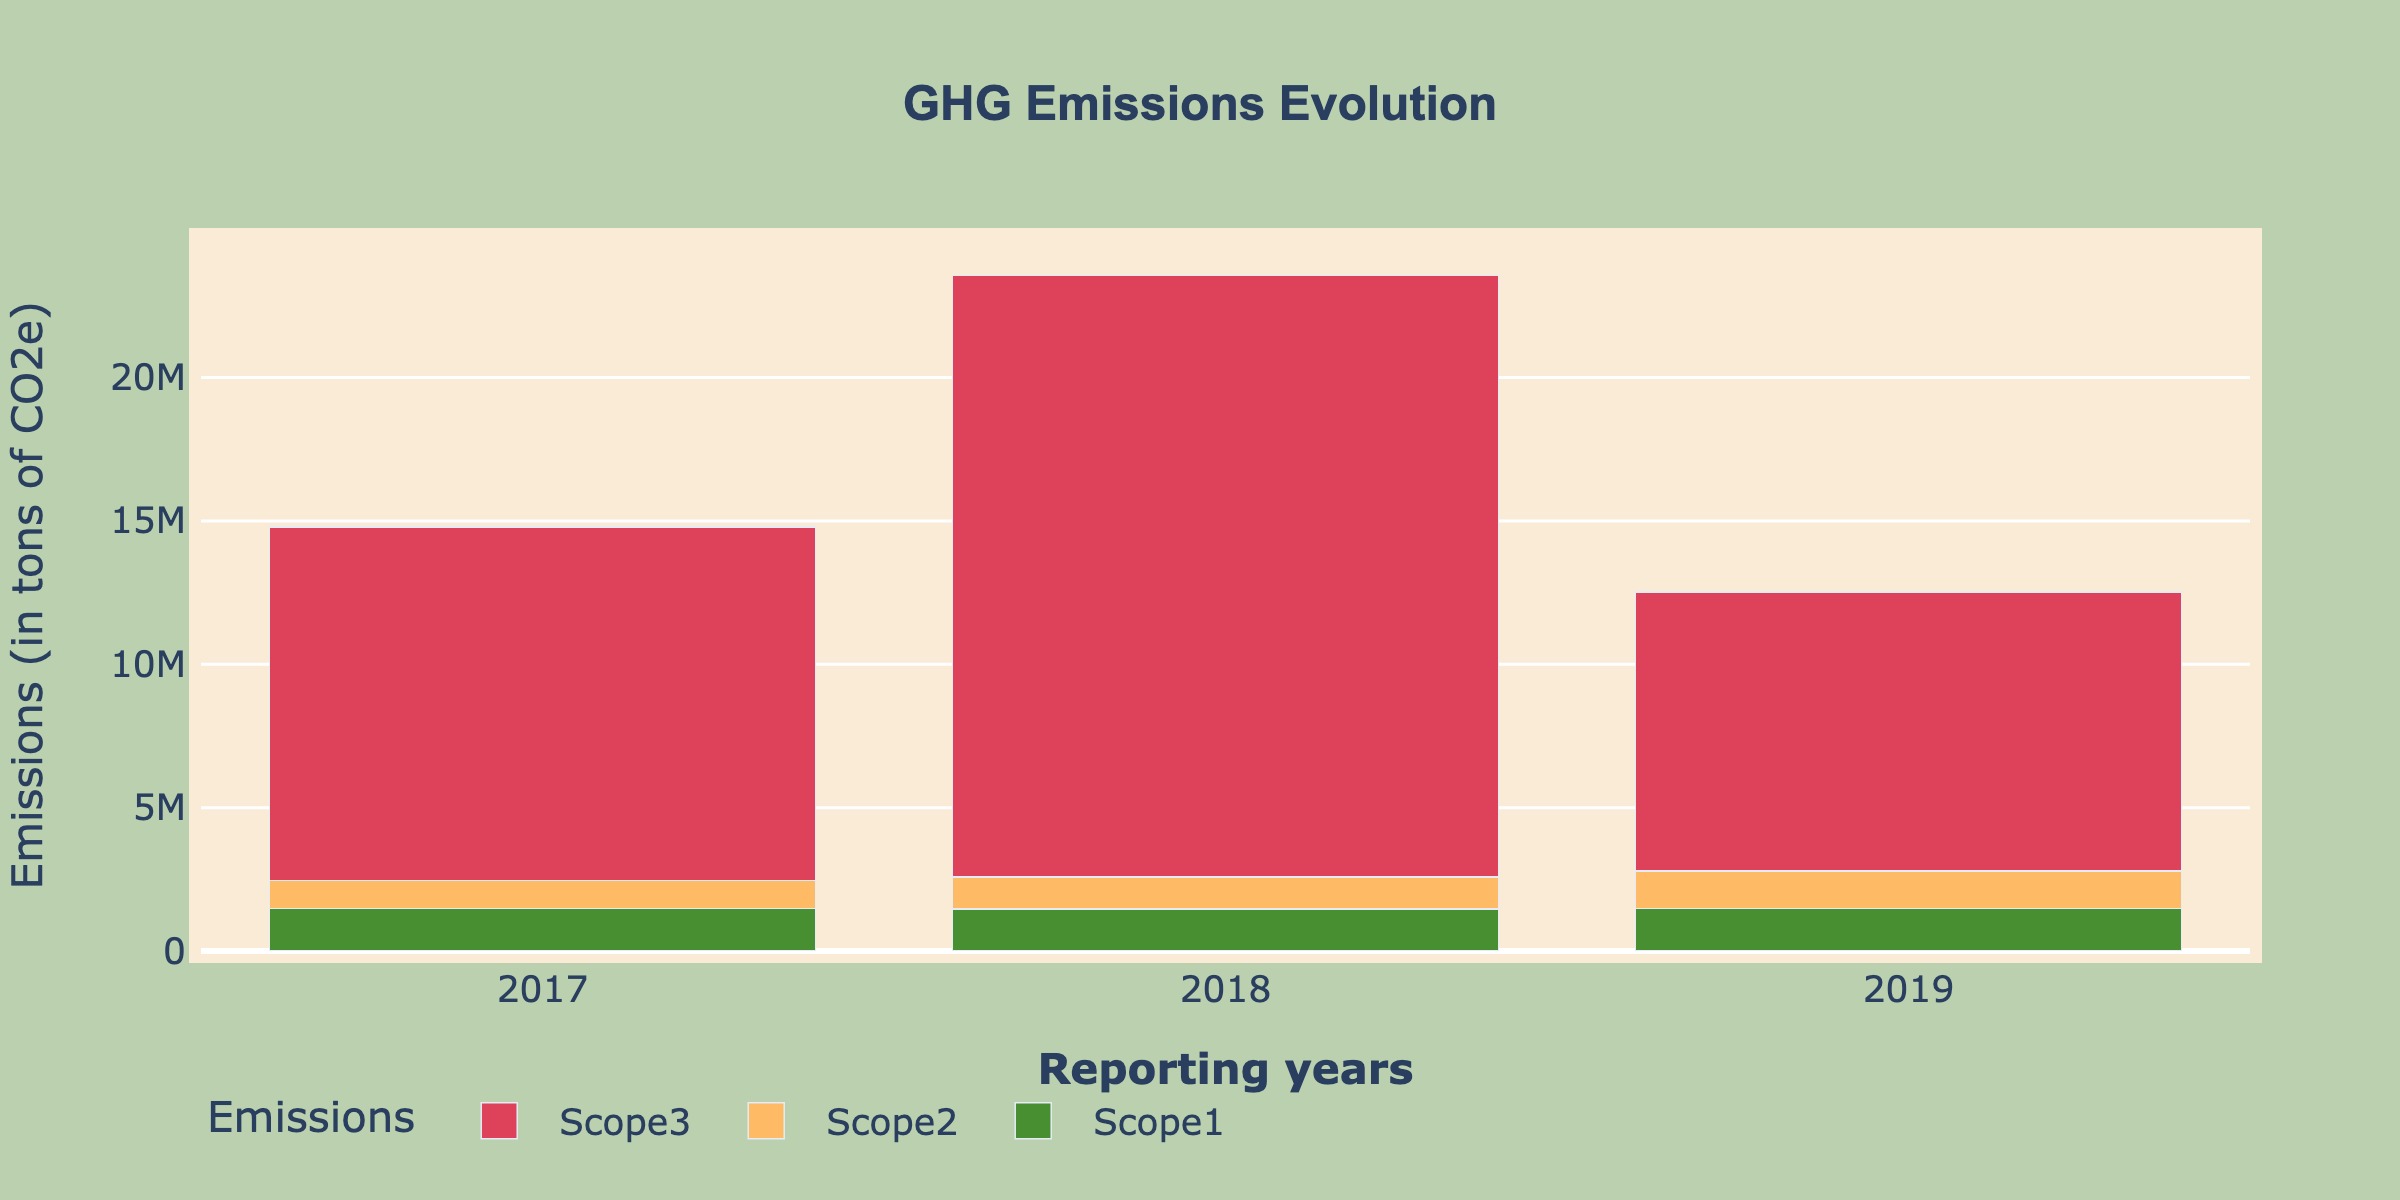 GHG Emissions Evolution
Emissions (in tons of CO2e)
20M
15M
10M
5M
0
2017 2018 2019
Reporting years
Emissions Scope3 Scope2 Scope1